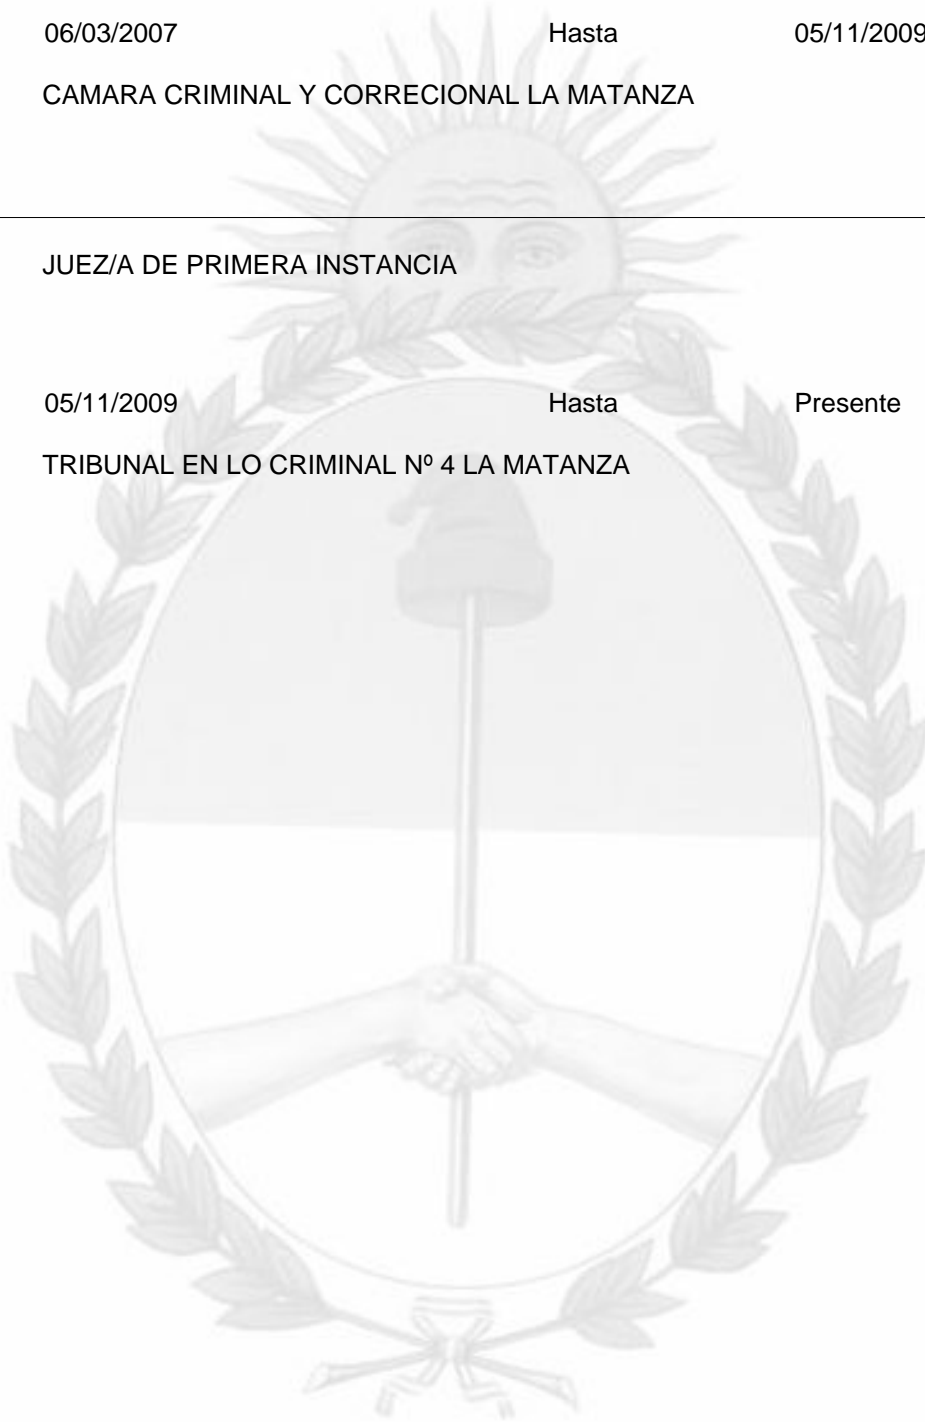 06/03/2007 Hasta 05/11/2009
CAMARA CRIMINAL Y CORRECIONAL LA MATANZA
JUEZ/A DE PRIMERA INSTANCIA
05/11/2009 Hasta Presente
TRIBUNAL EN LO CRIMINAL Nº 4 LA MATANZA